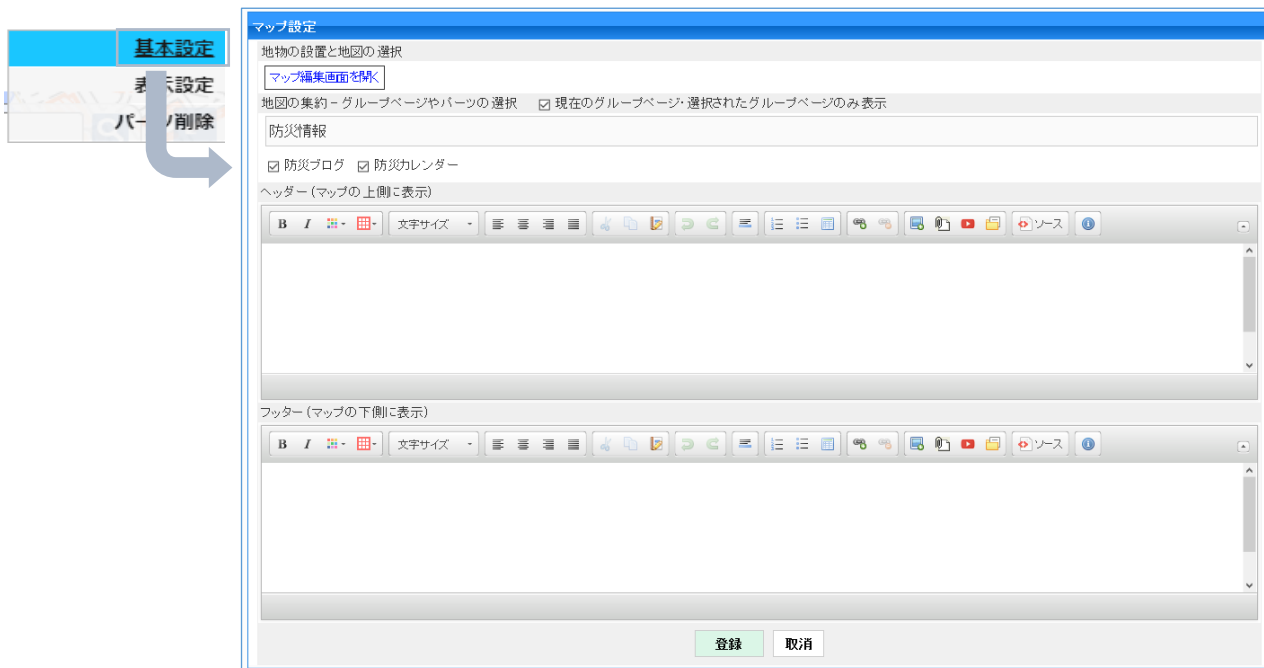 基本設定
表示設定
パーツ削除
マップ設定
地物の設置と地図の選択
マップ編集画面を開く
地図の集約 - グループページやパーツの選択 現在のグループページ・選択されたグループページのみ表示
防災情報
防災ブログ 防災カレンダー
ヘッダー (マップの上側に表示)
B I 文字サイズ ソース
フッター (マップの下側に表示)
B I 文字サイズ ソース
登録 取消